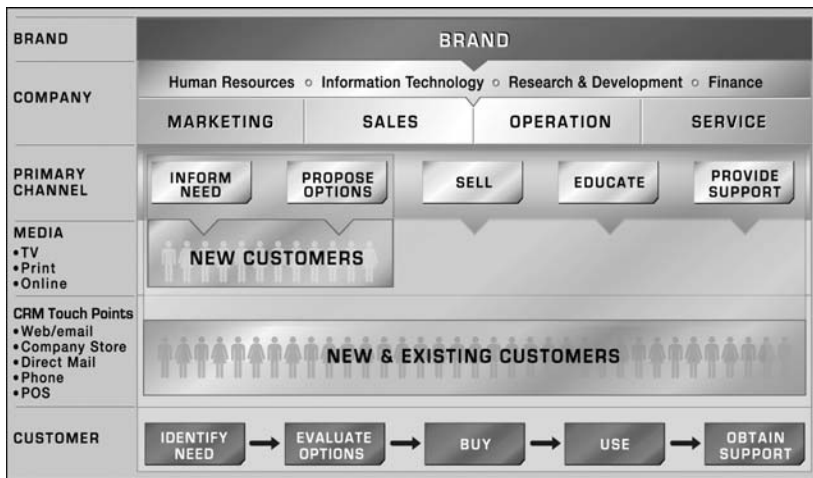 BRAND
BRAND
COMPANY
Human Resources ○ Information Technology ○ Research & Development ○ Finance
MARKETING
SALES
OPERATION
SERVICE
PRIMARY
CHANNEL
INFORM
NEED
PROPOSE
OPTIONS
SELL
EDUCATE
PROVIDE
SUPPORT
MEDIA
•TV
•Print
•Online
NEW CUSTOMERS
CRM Touch Points
•Web/email
•Company Store
•Direct Mail
•Phone
•POS
NEW & EXISTING CUSTOMERS
CUSTOMER
IDENTIFY
NEED
EVALUATE
OPTIONS
BUY
USE
OBTAIN
SUPPORT